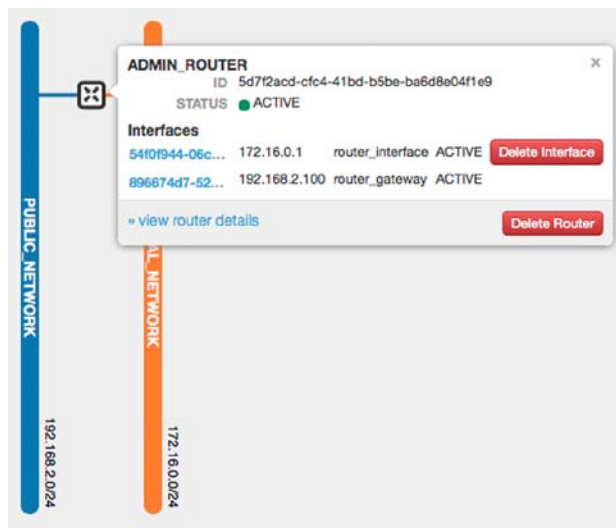 ADMIN_ROUTER ×
ID 5d7f2acd-cfc4-41bd-b5be-ba6d8e04f1e9
STATUS ACTIVE
Interfaces
54f0f944-06c... 172.16.0.1 router_interface ACTIVE Delete Interface
896674d7-52... 192.168.2.100 router_gateway ACTIVE
» view router details Delete Router
PUBLIC_NETWORK
AL_NETWORK
192.168.2.0/24
172.16.0.0/24